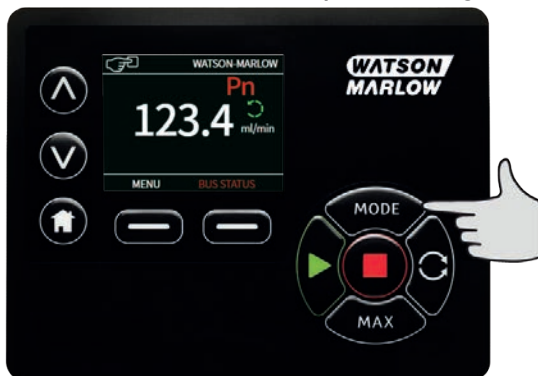 WATSON-MARLOW
Pn
123.4
ml/min
MENU BUS STATUS
WATSON
MARLOW
MODE
MAX